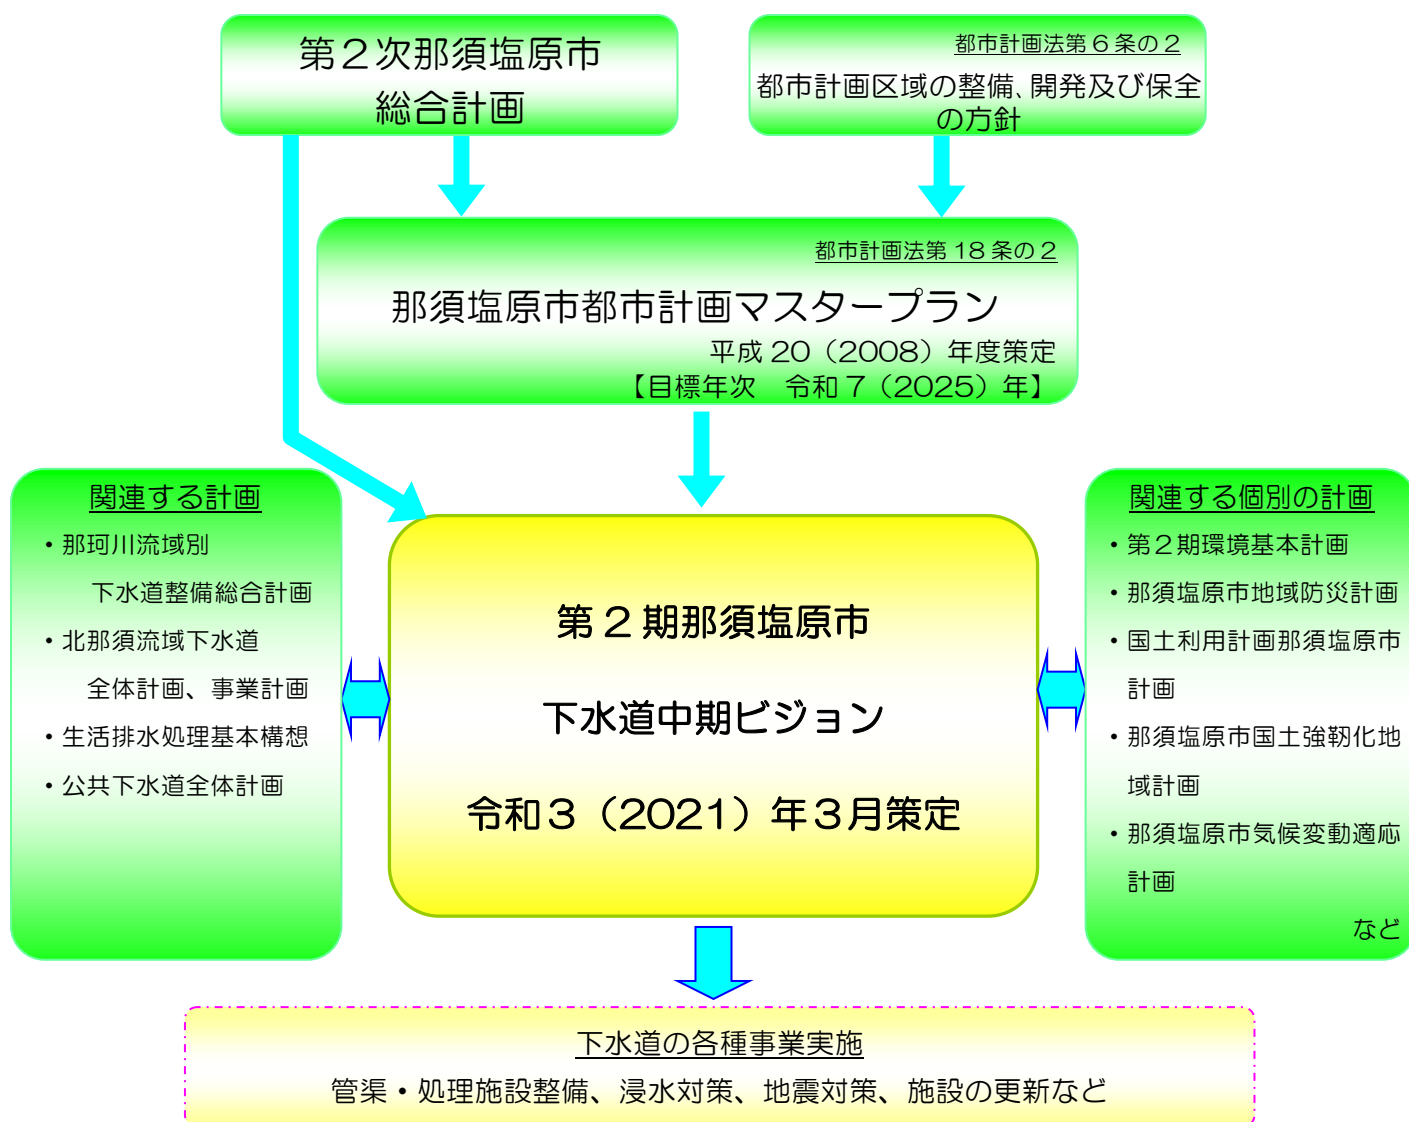 第２次那須塩原市
総合計画
都市計画法第６条の２
都市計画区域の整備、開発及び保全
の方針
都市計画法第 18 条の２
那須塩原市都市計画マスタープラン
平成 20（2008）年度策定
【目標年次　令和７（2025）年】
関連する計画
・那珂川流域別
下水道整備総合計画
・北那須流域下水道
全体計画、事業計画
・生活排水処理基本構想
・公共下水道全体計画
第２期那須塩原市
下水道中期ビジョン
令和３（2021）年３月策定
関連する個別の計画
・第２期環境基本計画
・那須塩原市地域防災計画
・国土利用計画那須塩原市
計画
・那須塩原市国土強靭化地
域計画
・那須塩原市気候変動適応
計画
など
下水道の各種事業実施
管渠・処理施設整備、浸水対策、地震対策、施設の更新など